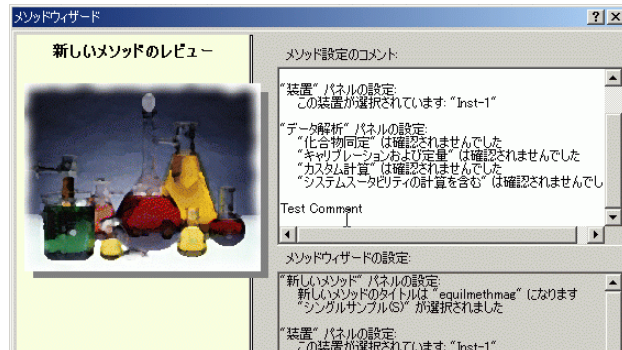 メソッドウィザード
新しいメソッドのレビュー
メソッド設定のコメント:
"装置" パネルの設定:
この装置が選択されています: "Inst-1"
"データ解析" パネルの設定:
"化合物同定" は確認されませんでした
"キャリブレーションおよび定量" は確認されませんでした
"カスタム計算" は確認されませんでした
"システムスータビリティの計算を含む" は確認されませんでし
Test Comment
メソッドウィザードの設定:
"新しいメソッド" パネルの設定:
新しいメソッドのタイトルは "equilmethmae" になります
"シングルサンプル(S)" が選択されました
"装置" パネルの設定:
この装置が選択されています: "Inst-1"